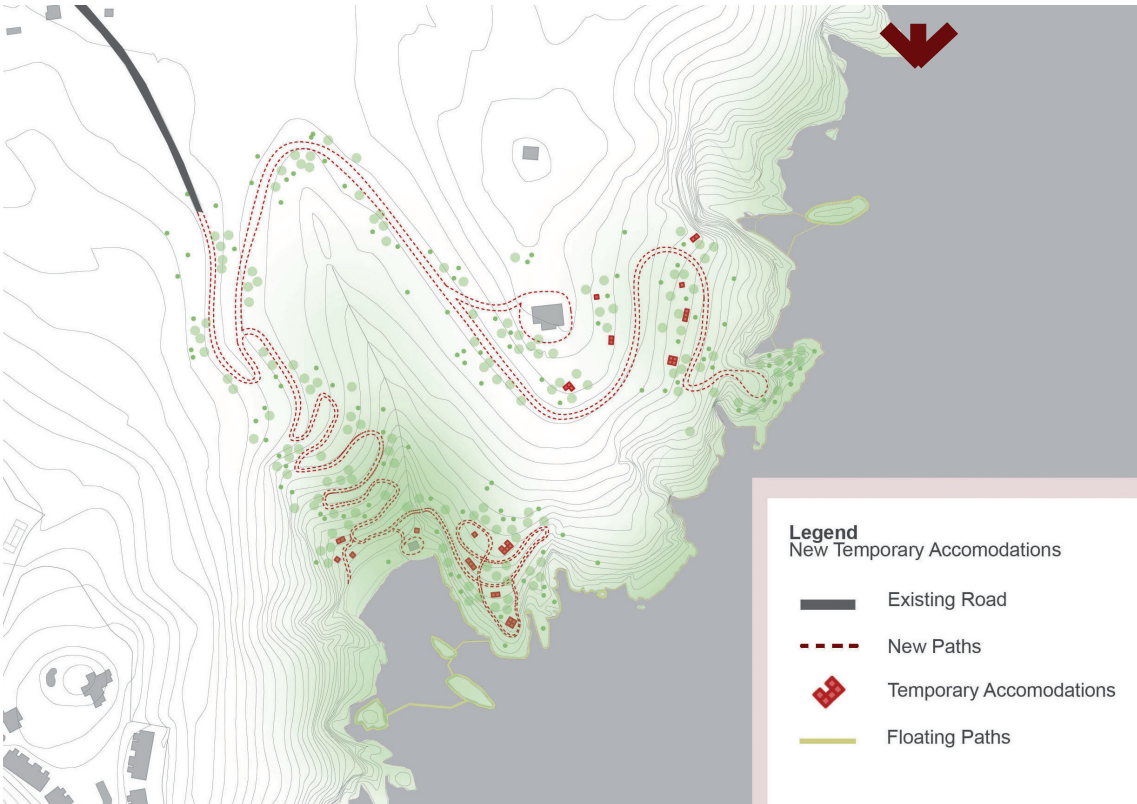 Legend
New Temporary Accomodations
Existing Road
New Paths
Temporary Accomodations
Floating Paths